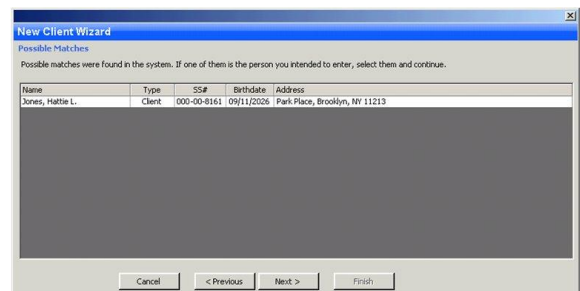 New Client Wizard
Possible Matches
Possible matches were found in the system. If one of them is the person you intended to enter, select them and continue.
Name Type SS# Birthdate Address
Jones, Hattie L. Client 000-00-8161 09/11/2026 Park Place, Brooklyn, NY 11213
Cancel < Previous Next > Finish